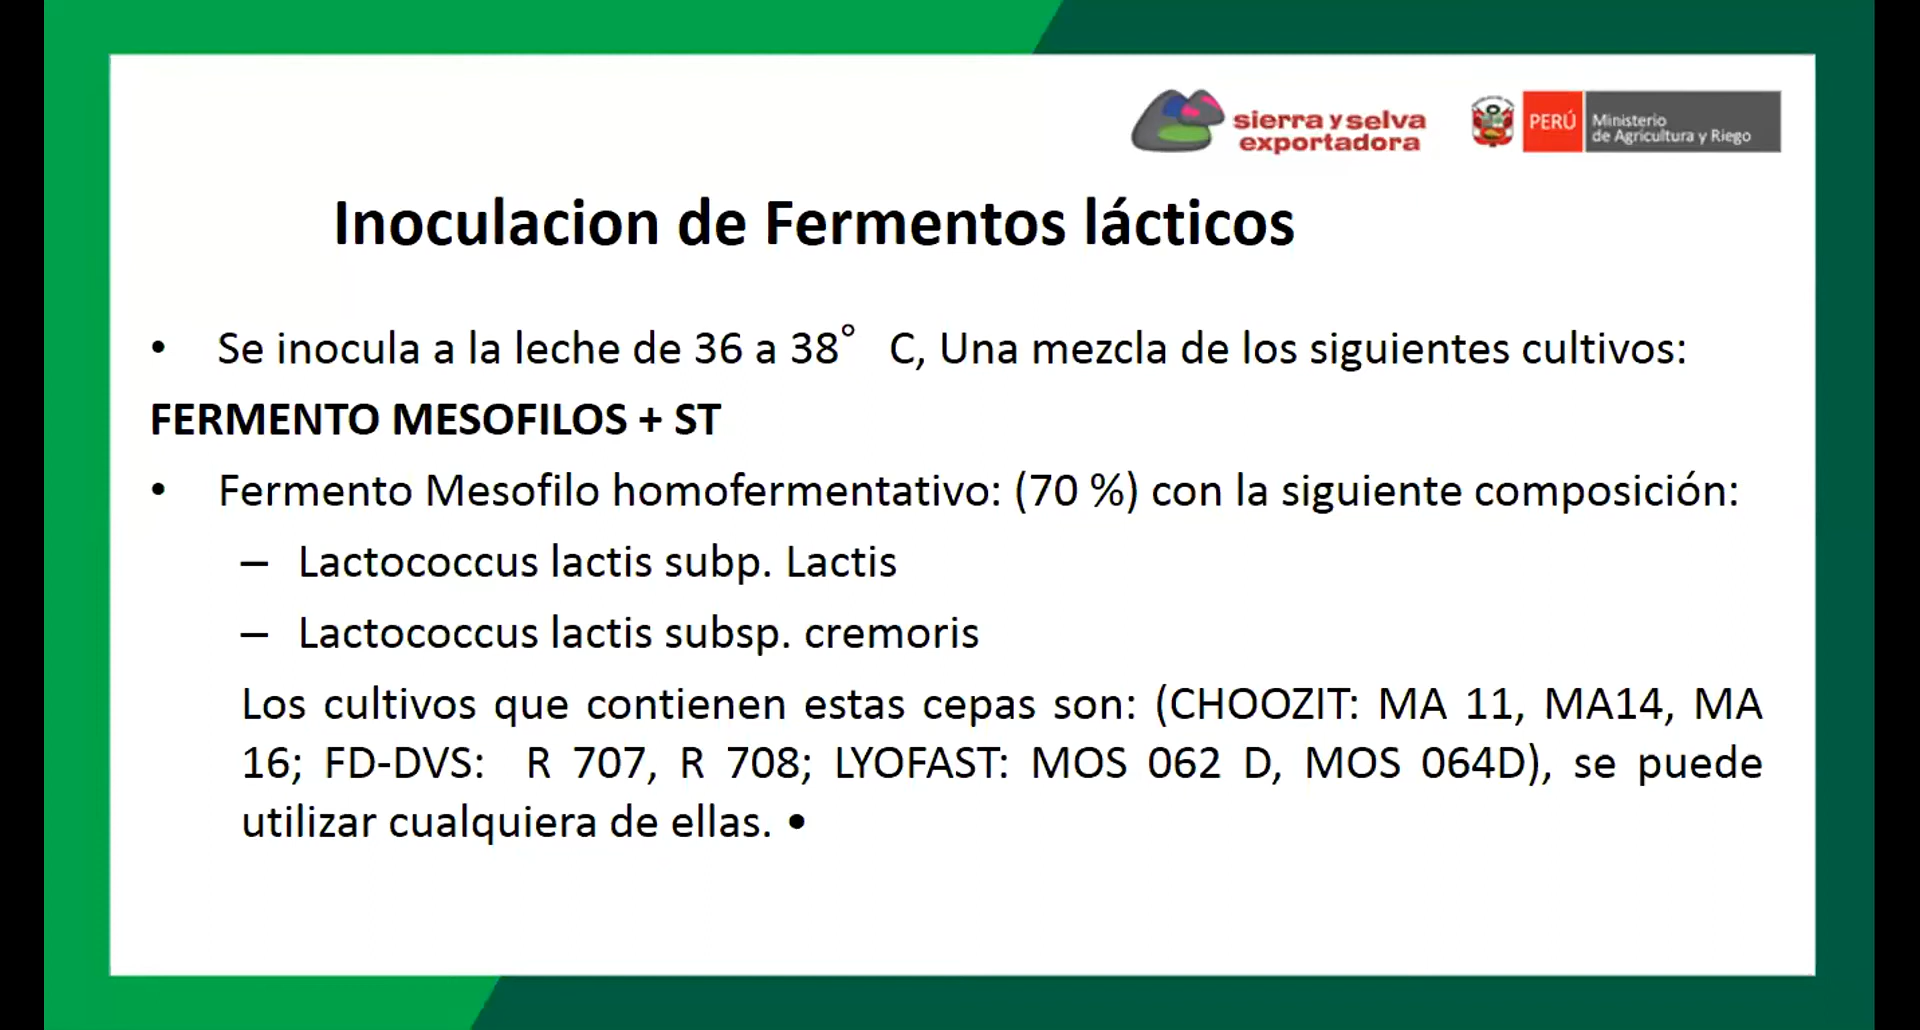 sierra y selva
exportadora
PERÚ
Ministerio
de Agricultura y Riego
Inoculacion de Fermentos lácticos
• Se inocula a la leche de 36 a 38° C, Una mezcla de los siguientes cultivos:
FERMENTO MESOFILOS + ST
• Fermento Mesofilo homofermentativo: (70 %) con la siguiente composición:
– Lactococcus lactis subp. Lactis
– Lactococcus lactis subsp. cremoris
Los cultivos que contienen estas cepas son: (CHOOZIT: MA 11, MA14, MA
16; FD-DVS: R 707, R 708; LYOFAST: MOS 062 D, MOS 064D), se puede
utilizar cualquiera de ellas. •